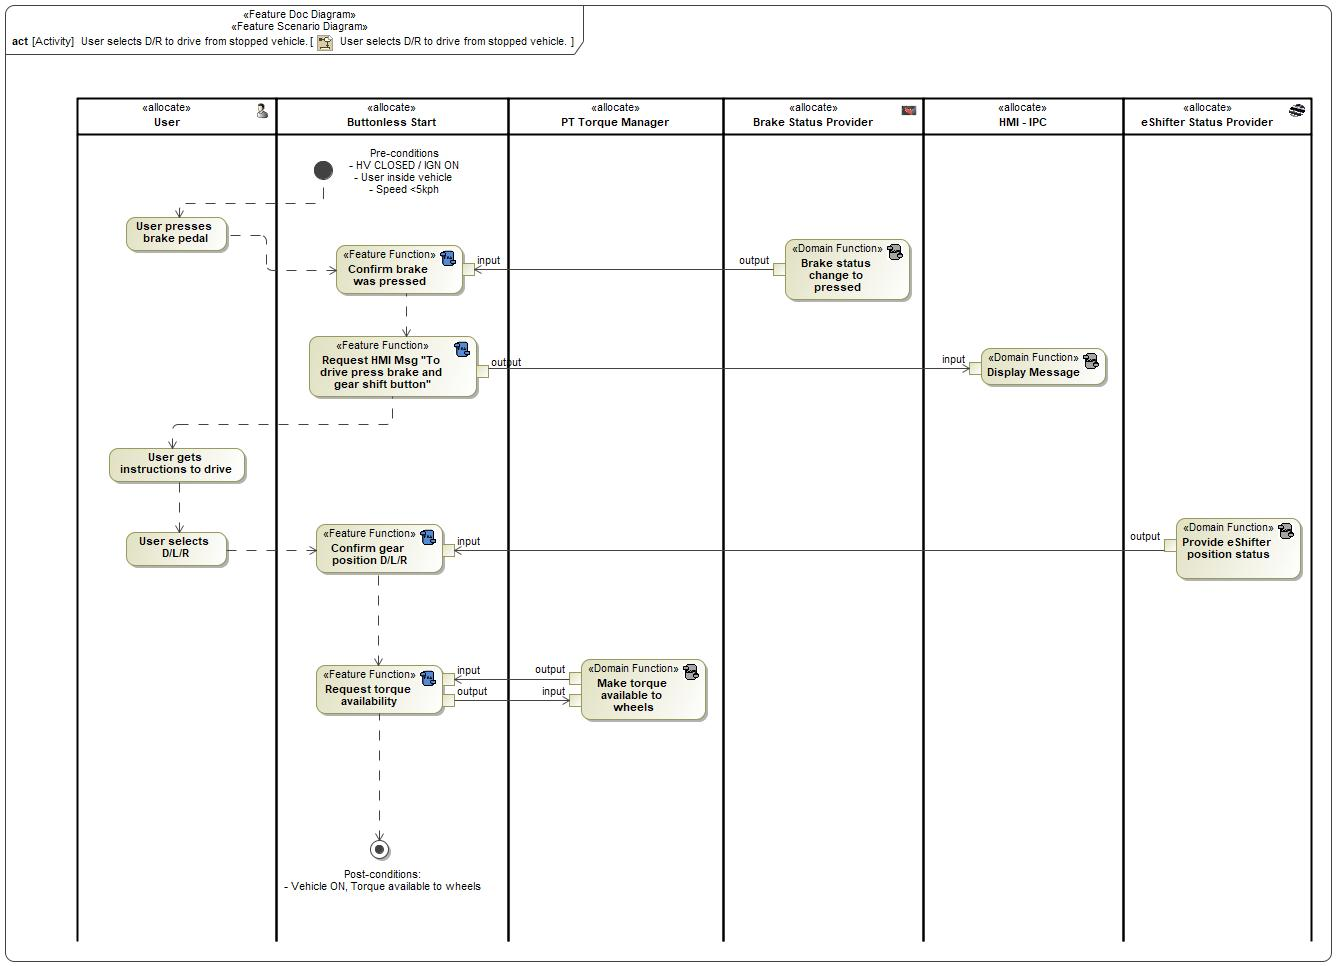 «Feature Doc Diagram»
«Feature Scenario Diagram»
act [Activity] User selects D/R to drive from stopped vehicle. [ User selects D/R to drive from stopped vehicle. ]
«allocate»
User
«allocate»
Buttonless Start
«allocate»
PT Torque Manager
«allocate»
Brake Status Provider
«allocate»
HMI - IPC
«allocate»
eShifter Status Provider
Pre-conditions
- HV CLOSED / IGN ON
- User inside vehicle
- Speed <5kph
User presses
brake pedal
«Feature Function»
Confirm brake
was pressed
input
output
«Domain Function»
Brake status
change to
pressed
«Feature Function»
Request HMI Msg "To
drive press brake and
gear shift button"
output
input
«Domain Function»
Display Message
User gets
instructions to drive
User selects
D/L/R
«Feature Function»
Confirm gear
position D/L/R
input
output
«Domain Function»
Provide eShifter
position status
«Feature Function»
Request torque
availability
input
output
output
input
«Domain Function»
Make torque
available to
wheels
Post-conditions:
- Vehicle ON, Torque available to wheels